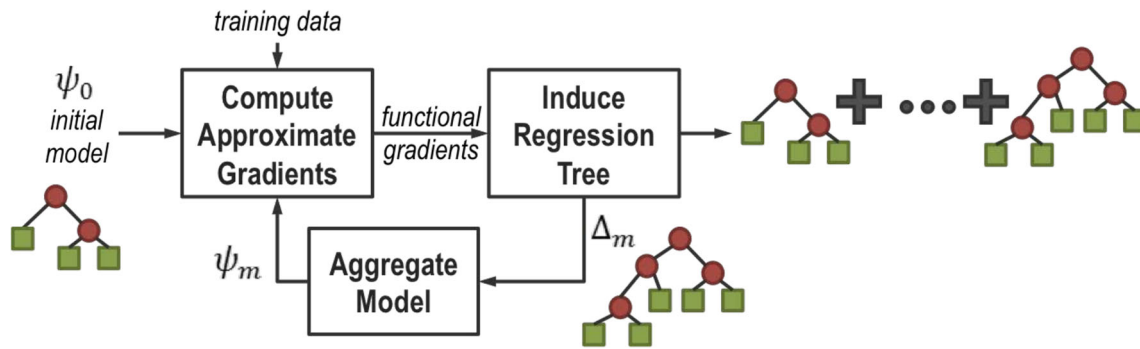 training data
ψ₀
initial
model
Compute
Approximate
Gradients
functional
gradients
Induce
Regression
Tree
Δₘ
ψₘ
Aggregate
Model